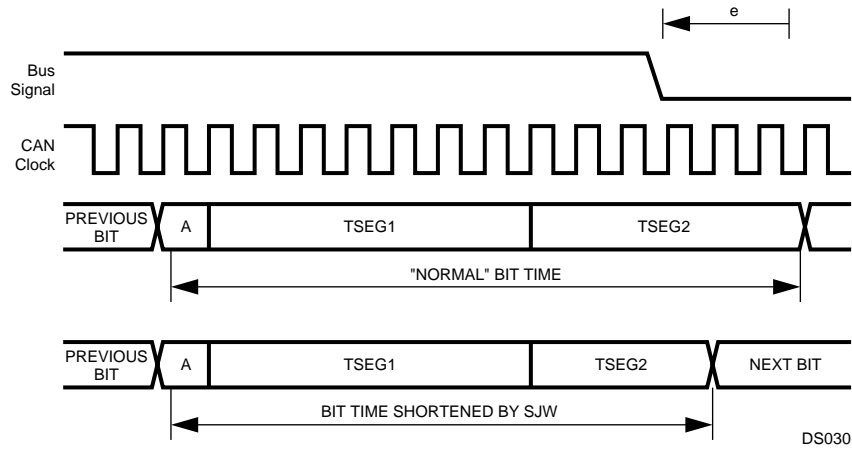 e
Bus
Signal
CAN
Clock
PREVIOUS
BIT
A
TSEG1
TSEG2
"NORMAL" BIT TIME
PREVIOUS
BIT
A
TSEG1
TSEG2
NEXT BIT
BIT TIME SHORTENED BY SJW
DS030